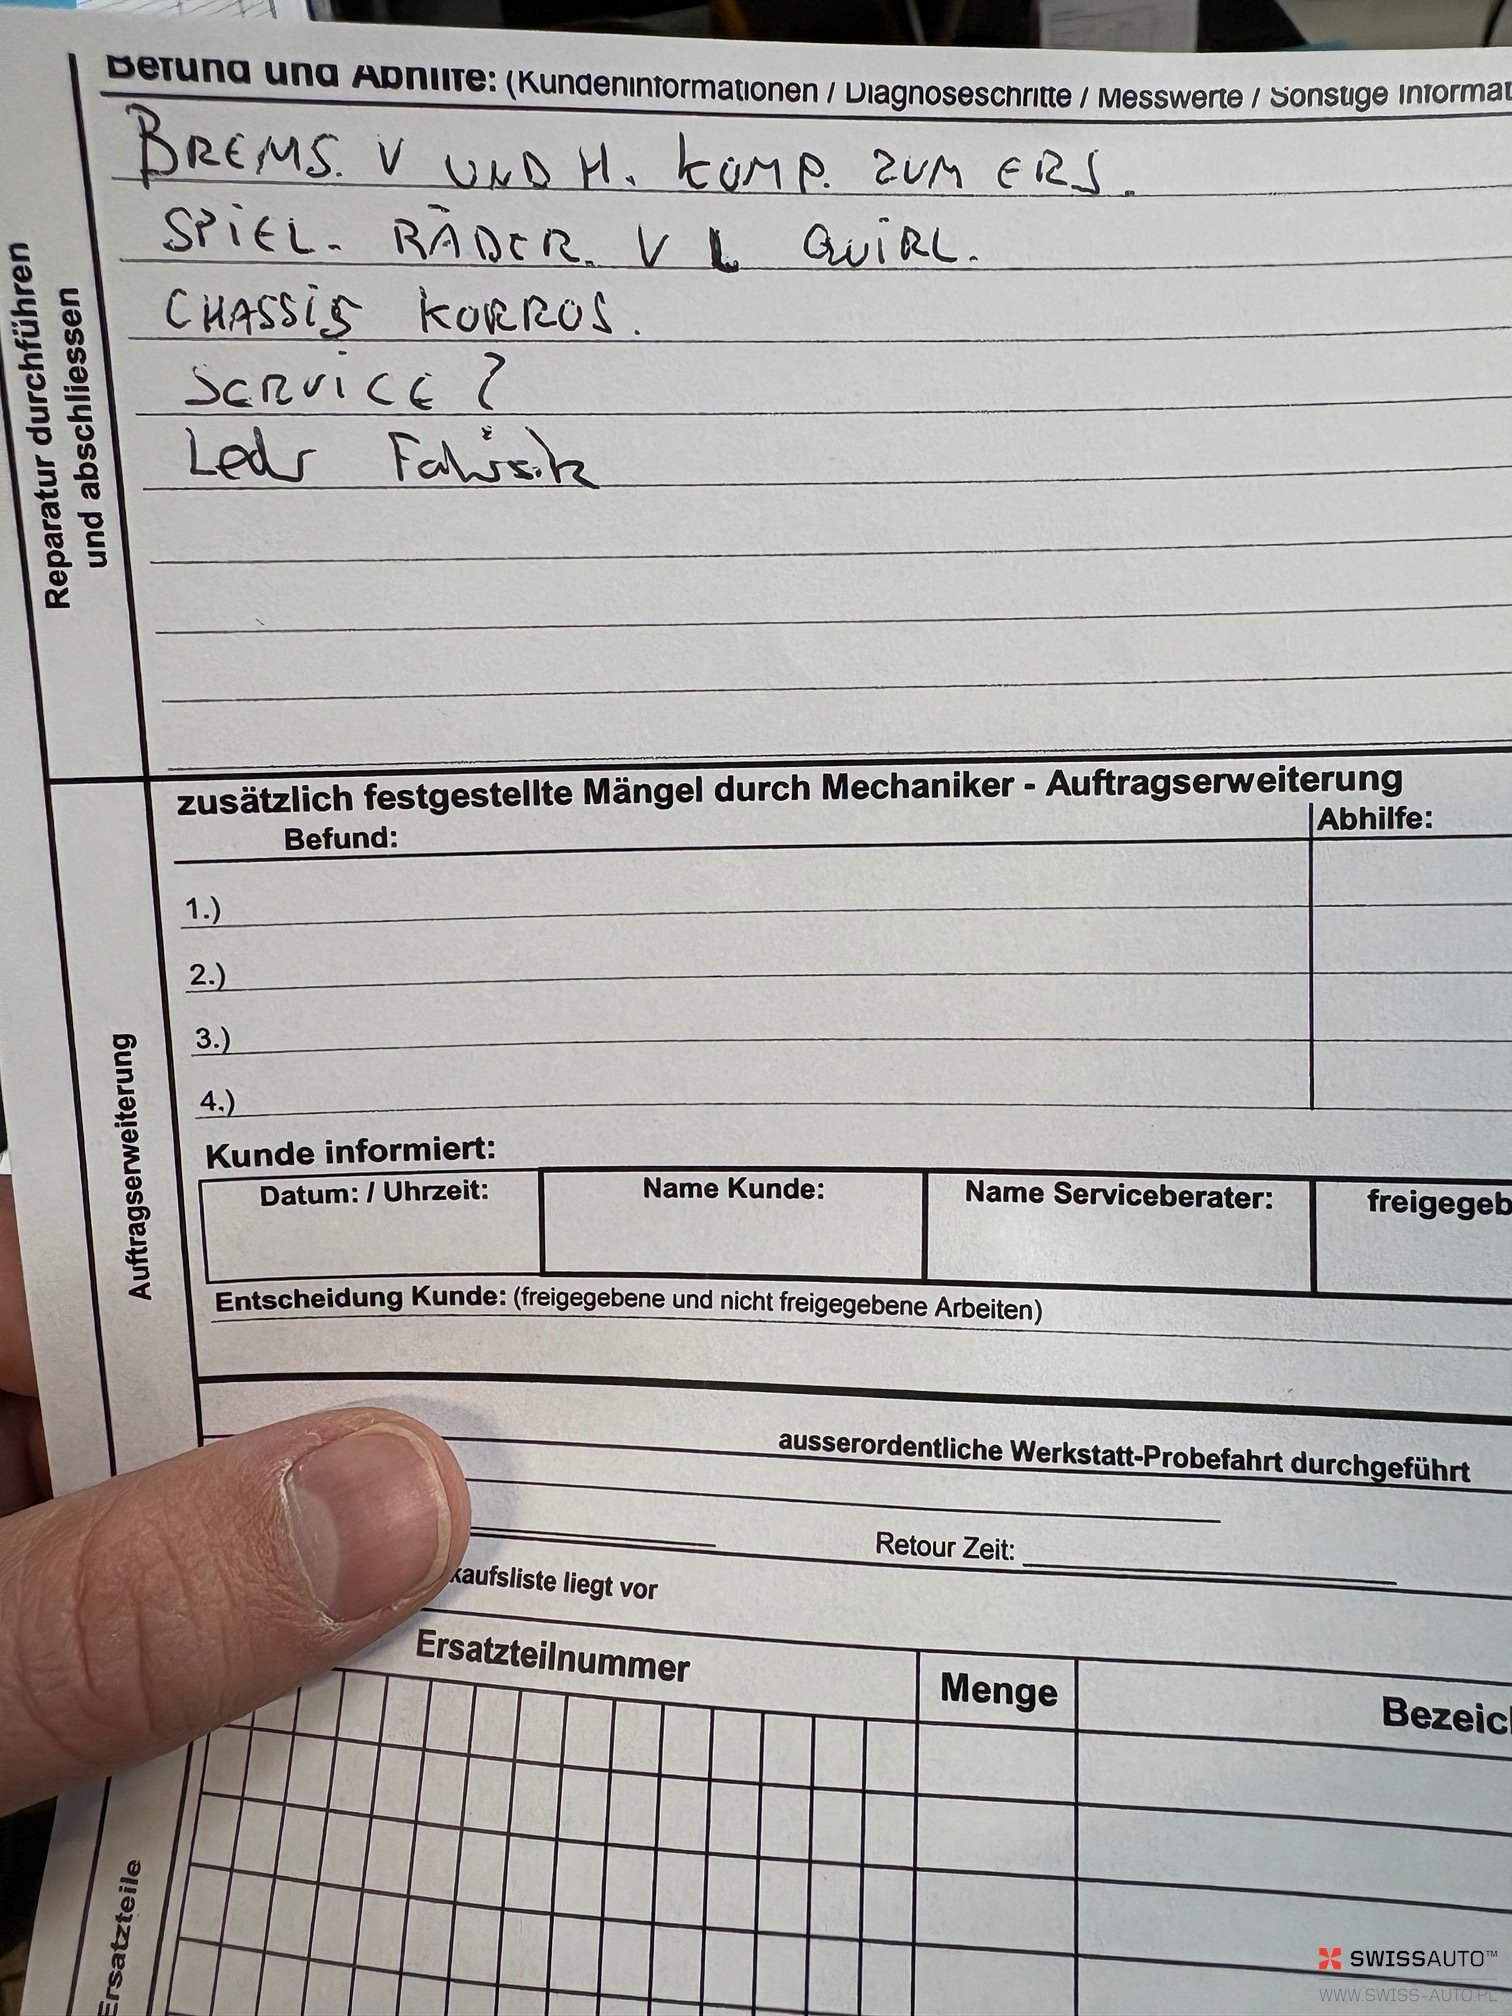 Befund und Abhilfe: (Kundeninformationen / Diagnoseschritte / Messwerte / Sonstige Informat
BREMS. V UND H. KOMP. ZUM ERS.
SPIEL. RÄDER. V L QUIRL.
CHASSIS KORROS.
SERVICE?
Leder
Reparatur durchführen
und abschliessen
zusätzlich festgestellte Mängel durch Mechaniker - Auftragserweiterung
Befund: Abhilfe:
1.)
2.)
3.)
4.)
Auftragserweiterung
Kunde informiert:
Datum: / Uhrzeit: Name Kunde: Name Serviceberater: freigegeb
Entscheidung Kunde: (freigegebene und nicht freigegebene Arbeiten)
ausserordentliche Werkstatt-Probefahrt durchgeführt
Retour Zeit:
kaufsliste liegt vor
Ersatzteilnummer Menge Bezeic
Ersatzteile
SWISSAUTO™
WWW.SWISS-AUTO.PL